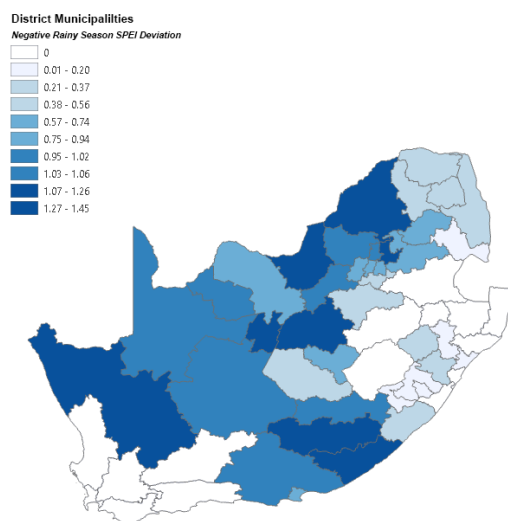 District Municipalilties
Negative Rainy Season SPEI Deviation
0
0.01 - 0.20
0.21 - 0.37
0.38 - 0.56
0.57 - 0.74
0.75 - 0.94
0.95 - 1.02
1.03 - 1.06
1.07 - 1.26
1.27 - 1.45